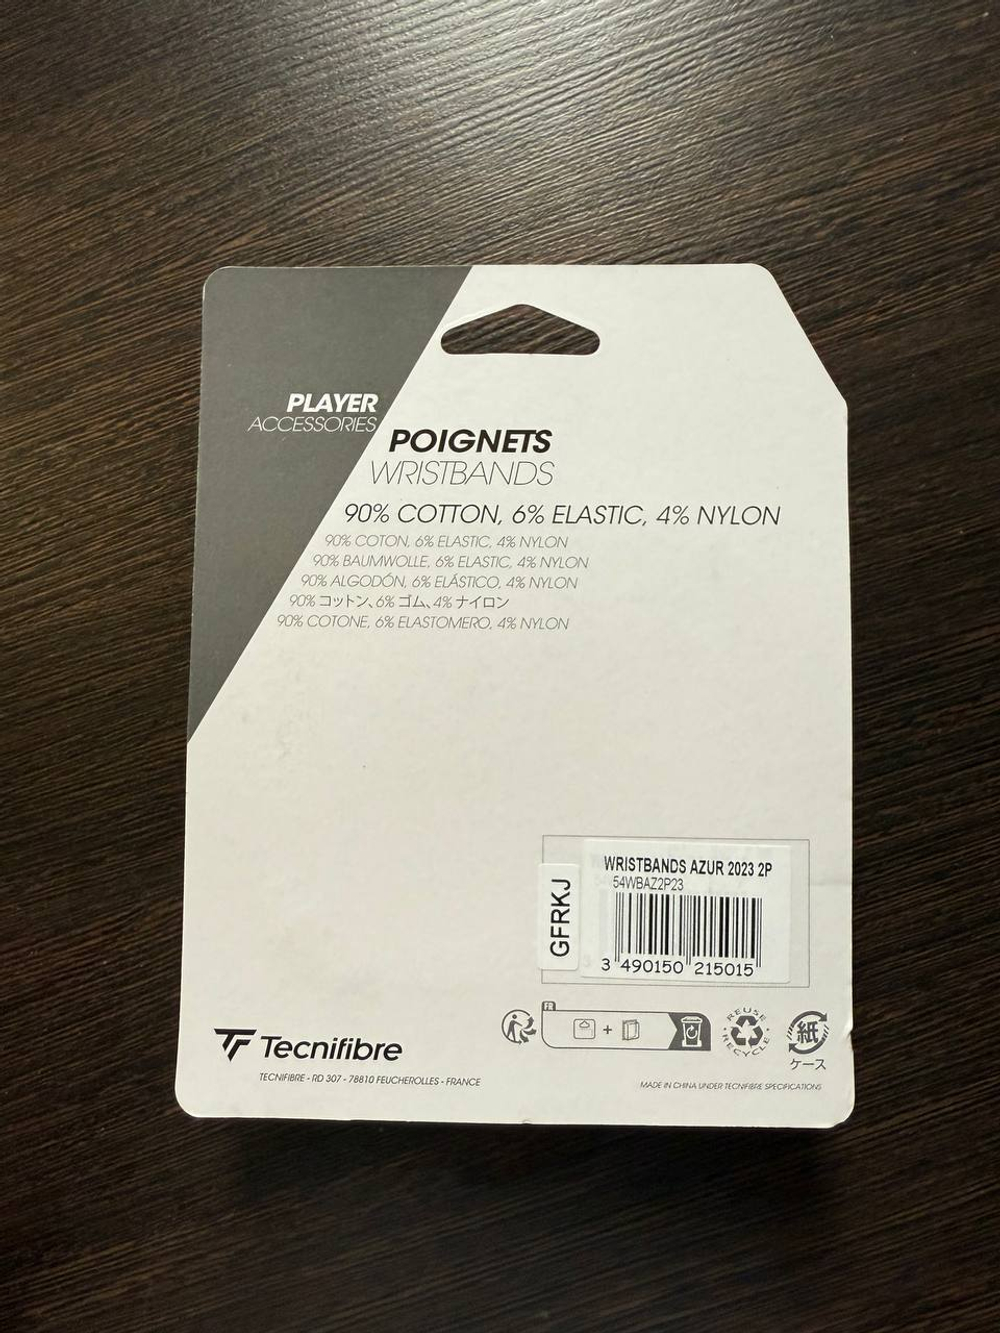 PLAYER
ACCESSORIES
POIGNETS
WRISTBANDS
90% COTTON, 6% ELASTIC, 4% NYLON
90% COTON, 6% ELASTIC, 4% NYLON
90% BAUMWOLLE, 6% ELASTIC, 4% NYLON
90% ALGODÓN, 6% ELÁSTICO, 4% NYLON
90% コットン、6% ゴム、4% ナイロン
90% COTONE, 6% ELASTOMERO, 4% NYLON
WRISTBANDS AZUR 2023 2P
54WBAZ2P23
GFRKJ
3 490150 215015
FR
REUSE
RECYCLE
紙
ケース
Tecnifibre
TECNIFIBRE - RD 307 - 78810 FEUCHEROLLES - FRANCE
MADE IN CHINA UNDER TECNIFIBRE SPECIFICATIONS